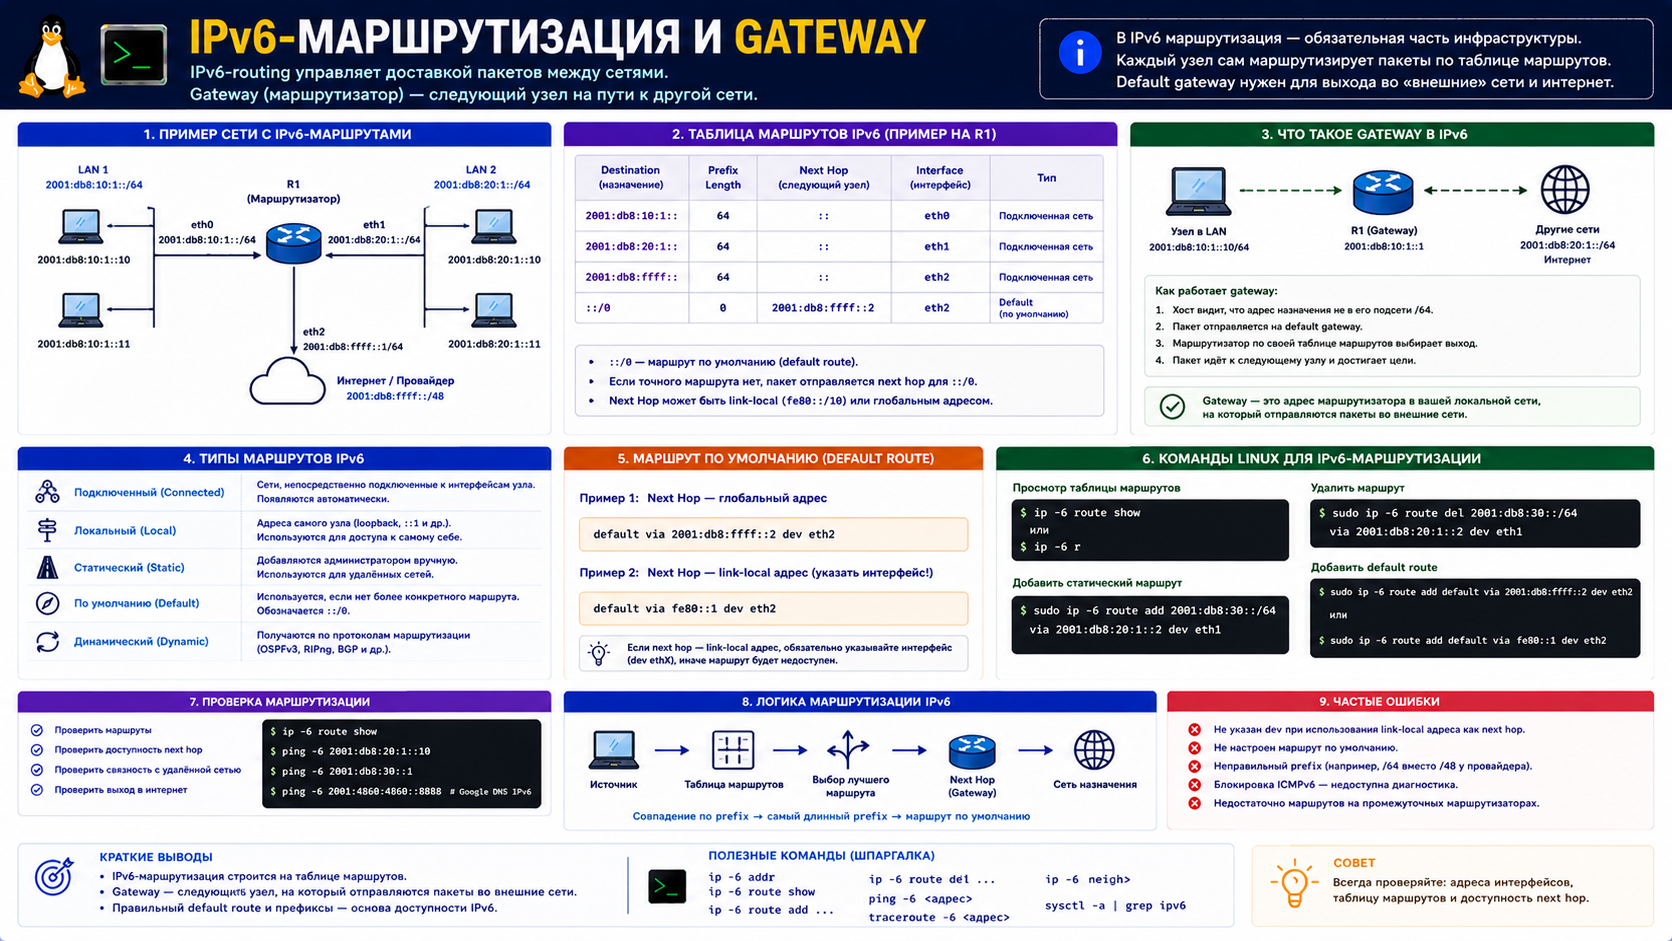 IPv6-МАРШРУТИЗАЦИЯ И GATEWAY
IPv6-routing управляет доставкой пакетов между сетями.
Gateway (маршрутизатор) — следующий узел на пути к другой сети.
В IPv6 маршрутизация — обязательная часть инфраструктуры.
Каждый узел сам маршрутизирует пакеты по таблице маршрутов.
Default gateway нужен для выхода во «внешние» сети и интернет.
1. ПРИМЕР СЕТИ С IPv6-МАРШРУТАМИ
LAN 1
2001:db8:10:1::/64
R1
(Маршрутизатор)
LAN 2
2001:db8:20:1::/64
eth0
2001:db8:10:1::/64
eth1
2001:db8:20:1::/64
2001:db8:10:1::10
2001:db8:20:1::10
2001:db8:10:1::11
2001:db8:20:1::11
eth2
2001:db8:ffff::1/64
Интернет / Провайдер
2001:db8:ffff::/48
2. ТАБЛИЦА МАРШРУТОВ IPv6 (ПРИМЕР НА R1)
Destination (назначение) Prefix Length Next Hop (следующий узел) Interface (интерфейс) Тип
2001:db8:10:1:: 64 :: eth0 Подключенная сеть
2001:db8:20:1:: 64 :: eth1 Подключенная сеть
2001:db8:ffff:: 64 :: eth2 Подключенная сеть
::/0 0 2001:db8:ffff::2 eth2 Default (по умолчанию)
• ::/0 — маршрут по умолчанию (default route).
• Если точного маршрута нет, пакет отправляется next hop для ::/0.
• Next Hop может быть link-local (fe80::/10) или глобальным адресом.
3. ЧТО ТАКОЕ GATEWAY В IPv6
Узел в LAN
2001:db8:10:1::10/64
R1 (Gateway)
2001:db8:10:1::1
Другие сети
2001:db8:20:1::/64
Интернет
Как работает gateway:
1. Хост видит, что адрес назначения не в его подсети /64.
2. Пакет отправляется на default gateway.
3. Маршрутизатор по своей таблице маршрутов выбирает выход.
4. Пакет идёт к следующему узлу и достигает цели.
Gateway — это адрес маршрутизатора в вашей локальной сети,
на который отправляются пакеты во внешние сети.
4. ТИПЫ МАРШРУТОВ IPv6
Подключенный (Connected)
Сети, непосредственно подключенные к интерфейсам узла.
Появляются автоматически.
Локальный (Local)
Адреса самого узла (loopback, ::1 и др.).
Используются для доступа к самому себе.
Статический (Static)
Добавляются администратором вручную.
Используются для удалённых сетей.
По умолчанию (Default)
Используется, если нет более конкретного маршрута.
Обозначается ::/0.
Динамический (Dynamic)
Получаются по протоколам маршрутизации
(OSPFv3, RIPng, BGP и др.).
5. МАРШРУТ ПО УМОЛЧАНИЮ (DEFAULT ROUTE)
Пример 1: Next Hop — глобальный адрес
default via 2001:db8:ffff::2 dev eth2
Пример 2: Next Hop — link-local адрес (указать интерфейс!)
default via fe80::1 dev eth2
Если next hop — link-local адрес, обязательно указывайте интерфейс
(dev ethX), иначе маршрут будет недоступен.
6. КОМАНДЫ LINUX ДЛЯ IPv6-МАРШРУТИЗАЦИИ
Просмотр таблицы маршрутов
$ ip -6 route show
или
$ ip -6 r
Добавить статический маршрут
$ sudo ip -6 route add 2001:db8:30::/64
via 2001:db8:20:1::2 dev eth1
Удалить маршрут
$ sudo ip -6 route del 2001:db8:30::/64
via 2001:db8:20:1::2 dev eth1
Добавить default route
$ sudo ip -6 route add default via 2001:db8:ffff::2 dev eth2
или
$ sudo ip -6 route add default via fe80::1 dev eth2
7. ПРОВЕРКА МАРШРУТИЗАЦИИ
Проверить маршруты
Проверить доступность next hop
Проверить связность с удалённой сетью
Проверить выход в интернет
$ ip -6 route show
$ ping -6 2001:db8:20:1::10
$ ping -6 2001:db8:30::1
$ ping -6 2001:4860:4860::8888 # Google DNS IPv6
8. ЛОГИКА МАРШРУТИЗАЦИИ IPv6
Источник
Таблица маршрутов
Выбор лучшего
маршрута
Next Hop
(Gateway)
Сеть назначения
Совпадение по prefix → самый длинный prefix → маршрут по умолчанию
9. ЧАСТЫЕ ОШИБКИ
Не указан dev при использования link-local адреса как next hop.
Не настроен маршрут по умолчанию.
Неправильный prefix (например, /64 вместо /48 у провайдера).
Блокировка ICMPv6 — недоступна диагностика.
Недостаточно маршрутов на промежуточных маршрутизаторах.
КРАТКИЕ ВЫВОДЫ
• IPv6-маршрутизация строится на таблице маршрутов.
• Gateway — следующить узел, на который отправляются пакеты во внешние сети.
• Правильный default route и префиксы — основа доступности IPv6.
ПОЛЕЗНЫЕ КОМАНДЫ (ШПАРГАЛКА)
ip -6 addr
ip -6 route show
ip -6 route add ...
ip -6 route del ...
ping -6 <адрес>
traceroute -6 <адрес>
ip -6 neigh>
sysctl -a | grep ipv6
СОВЕТ
Всегда проверяйте: адреса интерфейсов,
таблицу маршрутов и доступность next hop.